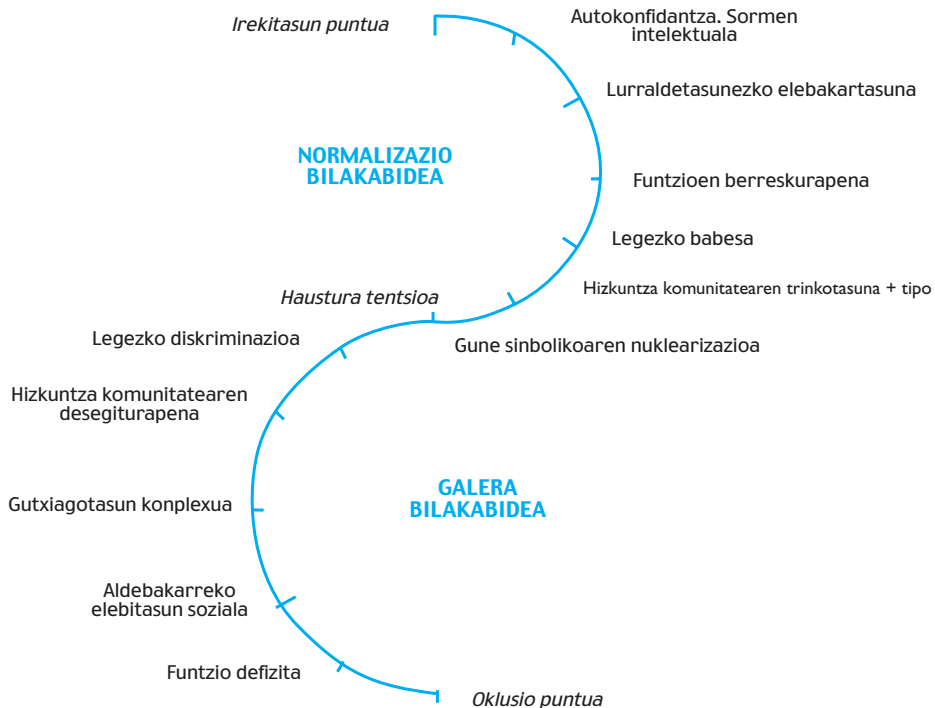 Irekitasun puntua
Autokonfidantza. Sormen
intelektuala
Lurraldetasunezko elebakartasuna
NORMALIZAZIO
BILAKABIDEA
Funtzioen berreskurapena
Legezko babesa
Hizkuntza komunitatearen trinkotasuna + tipo
Haustura tentsioa
Gune sinbolikoaren nuklearizazioa
Legezko diskriminazioa
Hizkuntza komunitatearen
desegiturapena
Gutxiagotasun konplexua
GALERA
BILAKABIDEA
Aldebakarreko
elebitasun soziala
Funtzio defizita
Oklusio puntua